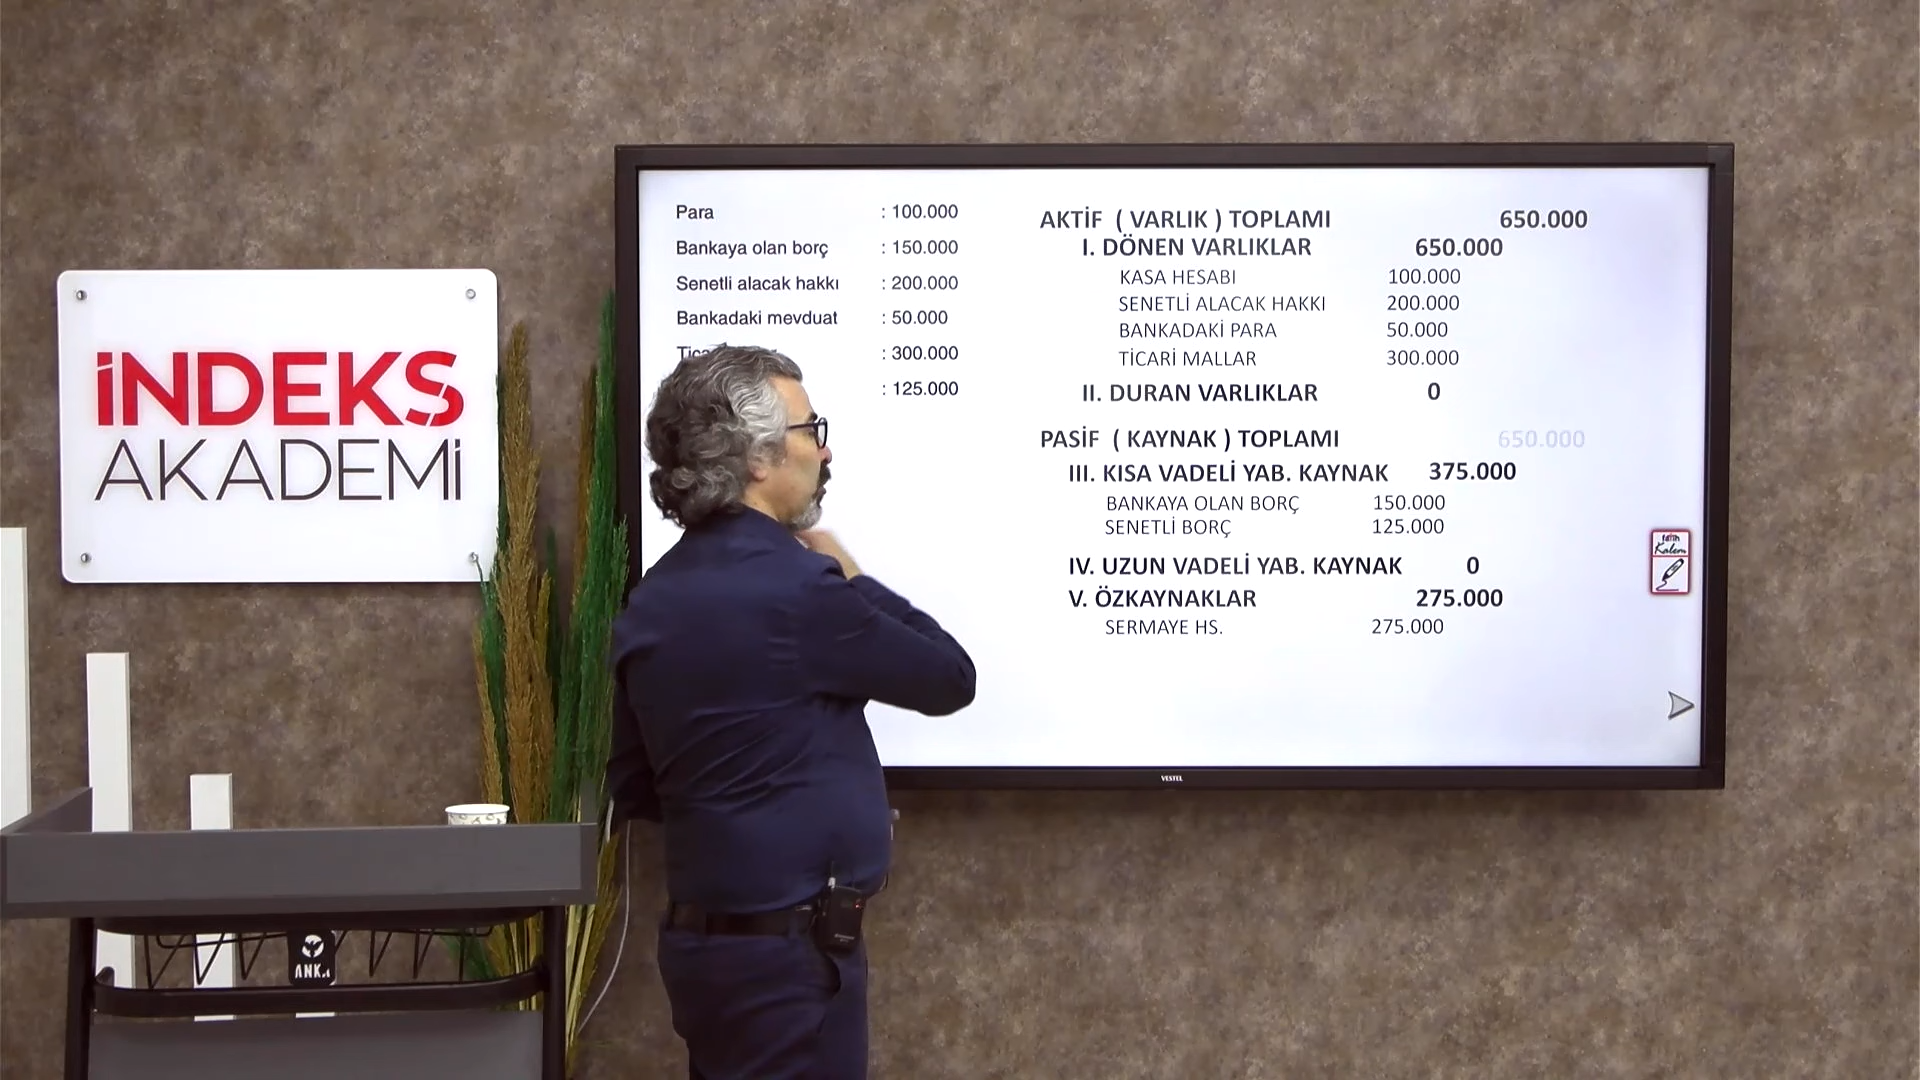 İNDEKS
AKADEMİ
Para : 100.000
Bankaya olan borç : 150.000
Senetli alacak hakkı : 200.000
Bankadaki mevduat : 50.000
: 300.000
: 125.000
AKTİF ( VARLIK ) TOPLAMI 650.000
I. DÖNEN VARLIKLAR 650.000
KASA HESABI 100.000
SENETLİ ALACAK HAKKI 200.000
BANKADAKİ PARA 50.000
TİCARİ MALLAR 300.000
II. DURAN VARLIKLAR 0
PASİF ( KAYNAK ) TOPLAMI 650.000
III. KISA VADELİ YAB. KAYNAK 375.000
BANKAYA OLAN BORÇ 150.000
SENETLİ BORÇ 125.000
IV. UZUN VADELİ YAB. KAYNAK 0
V. ÖZKAYNAKLAR 275.000
SERMAYE HS. 275.000
Kalem
VESTEL